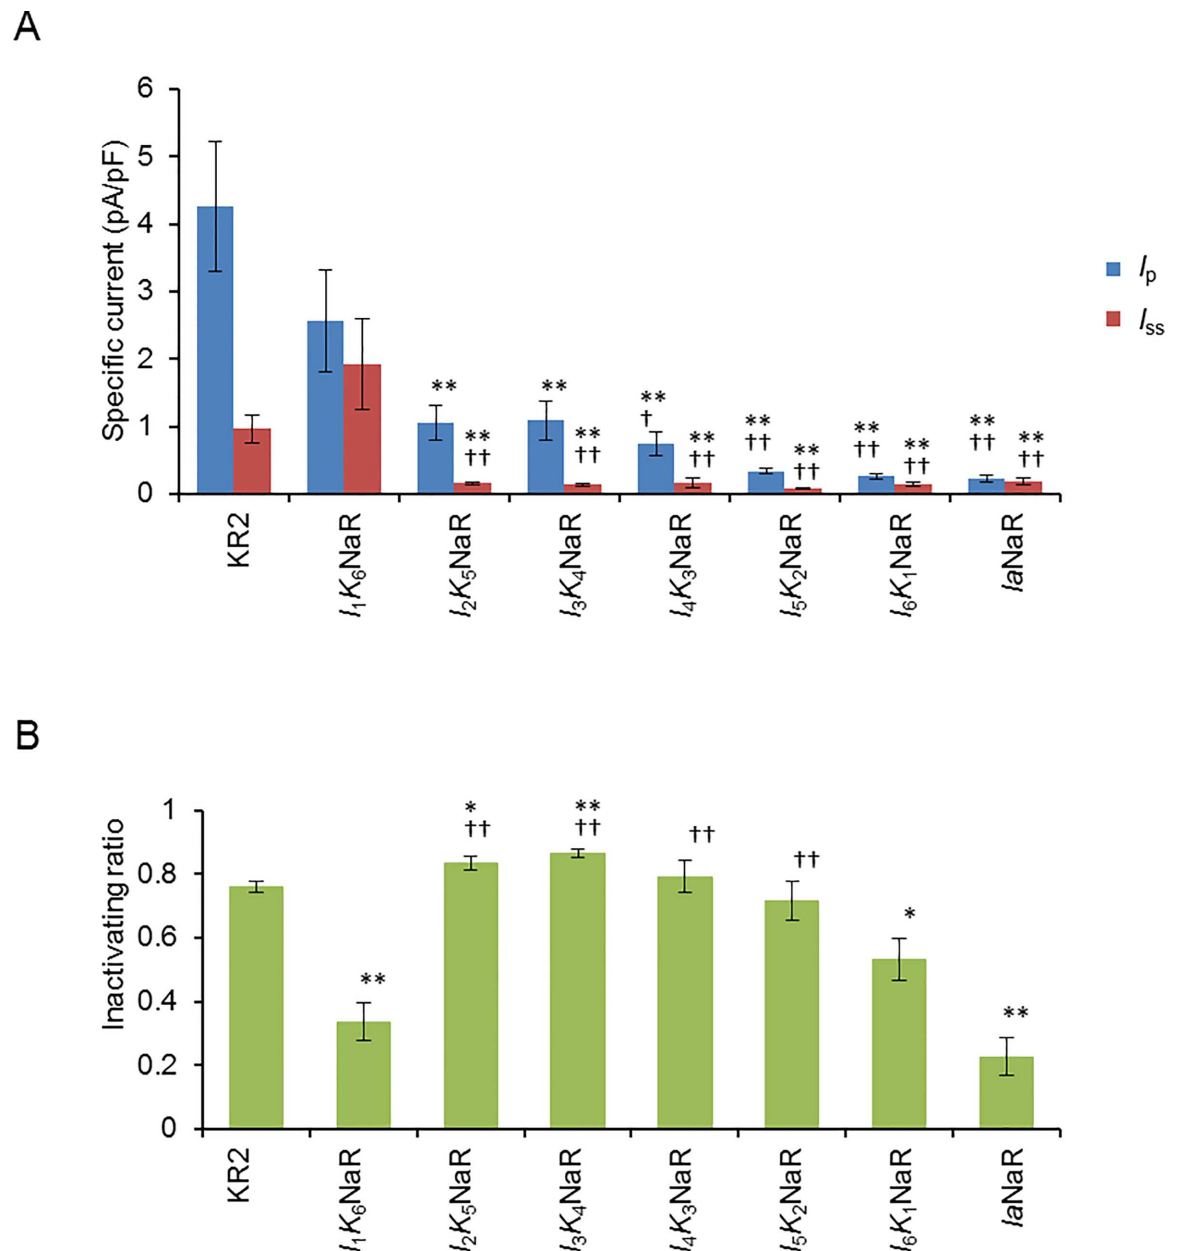 A
Specific current (pA/pF)
6
5
4
3
2
1
0
** ** ** ** ** ** **
† †† †† ††
** ** ** ** ** **
†† †† †† †† †† ††
KR2
I1K6NaR
I2K5NaR
I3K4NaR
I4K3NaR
I5K2NaR
I6K1NaR
IaNaR
Ip
Iss
B
Inactivating ratio
1
0.8
0.6
0.4
0.2
0
**
*
††
**
††
††
††
*
**
KR2
I1K6NaR
I2K5NaR
I3K4NaR
I4K3NaR
I5K2NaR
I6K1NaR
IaNaR